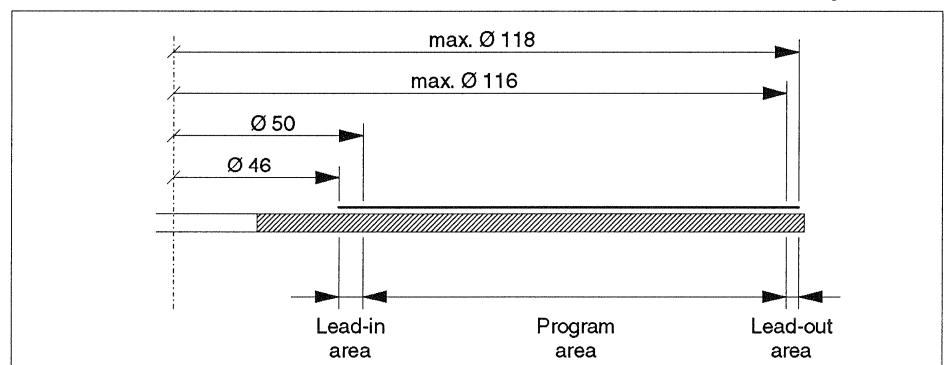 max. Ø 118
max. Ø 116
Ø 50
Ø 46
Lead-in area
Program area
Lead-out area